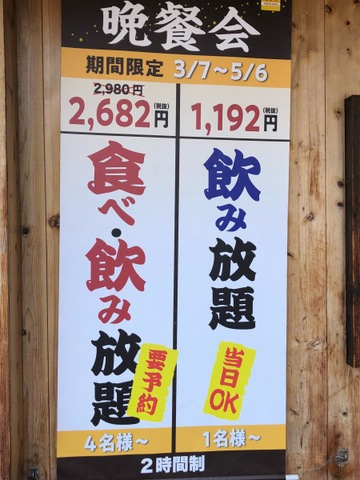 晩餐会
期間限定 3/7〜5/6
2,980円
2,682円(税抜)
食べ・飲み放題
要予約
4名様〜
1,192円(税抜)
飲み放題
当日OK
1名様〜
2時間制